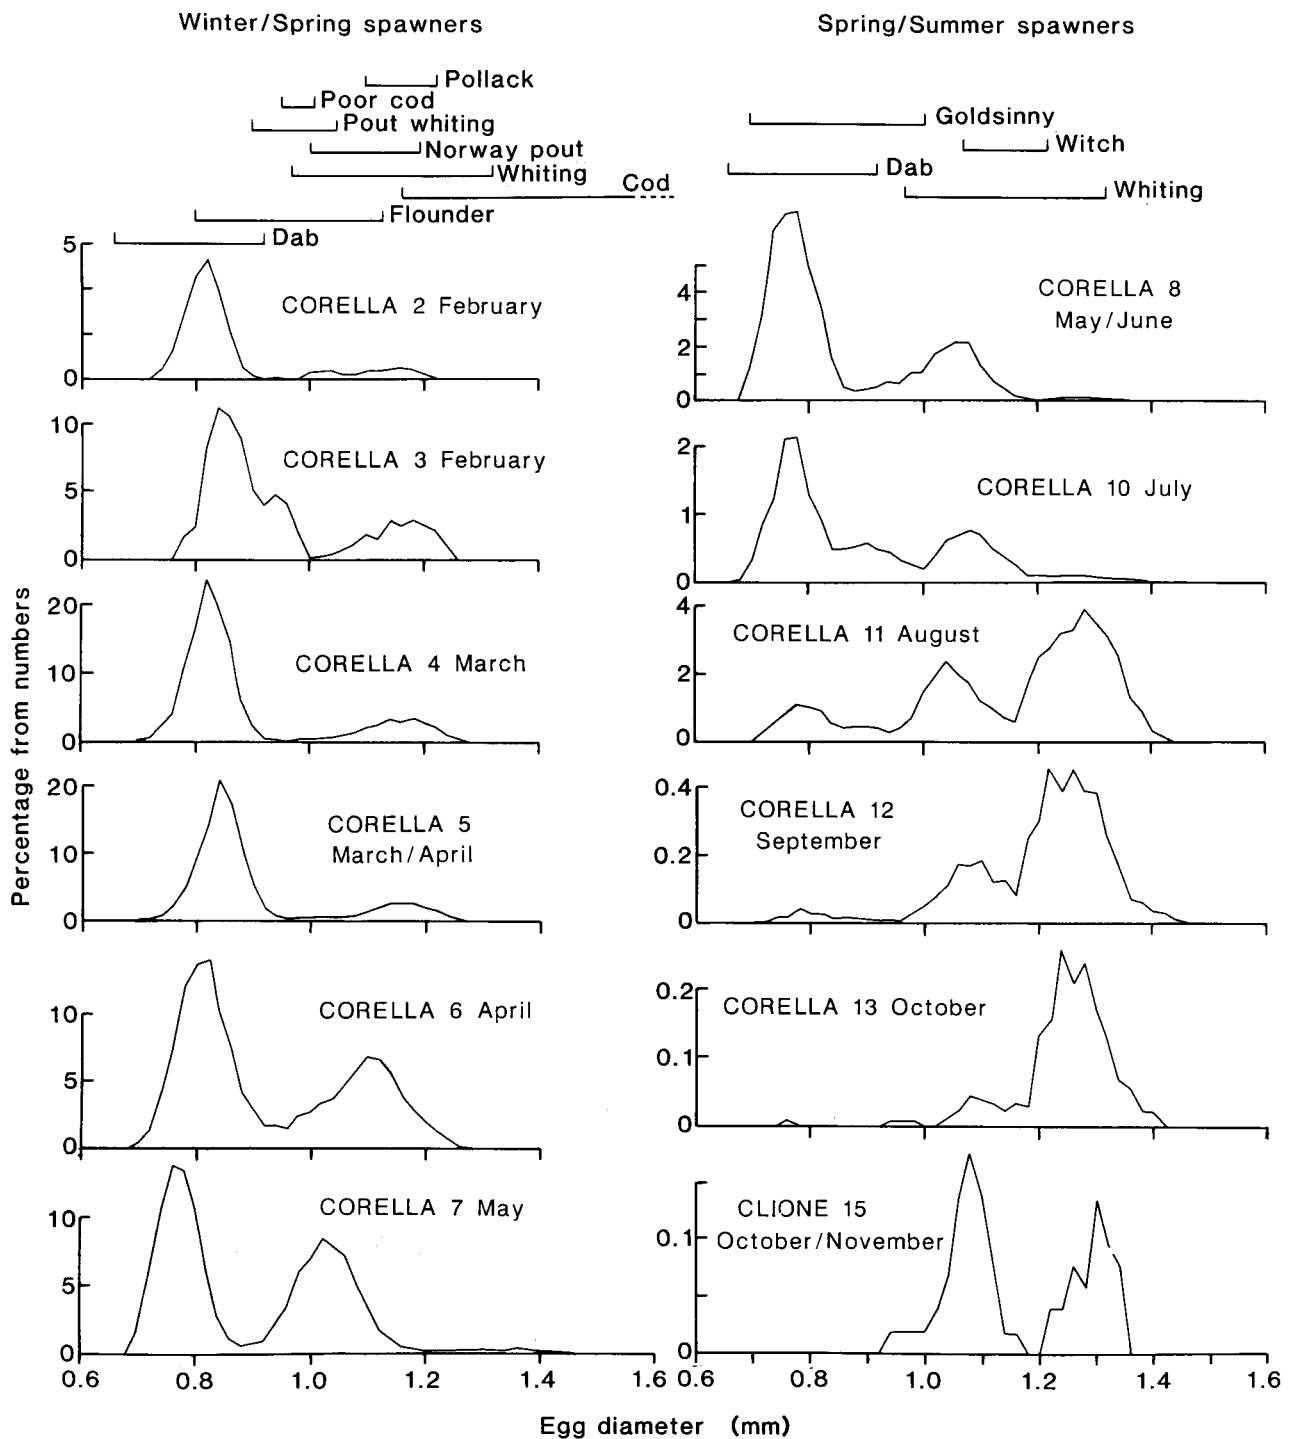 Winter/Spring spawners
Spring/Summer spawners
Pollack
Poor cod
Pout whiting
Norway pout
Whiting
Cod
Flounder
Dab
Goldsinny
Witch
Dab
Whiting
Percentage from numbers
5
0
CORELLA 2 February
10
5
0
CORELLA 3 February
20
10
0
CORELLA 4 March
20
10
0
CORELLA 5
March/April
10
5
0
CORELLA 6 April
10
5
0
CORELLA 7 May
0.6 0.8 1.0 1.2 1.4 1.6
4
2
0
CORELLA 8
May/June
2
1
0
CORELLA 10 July
4
2
0
CORELLA 11 August
0.4
0.2
0
CORELLA 12
September
0.2
0.1
0
CORELLA 13 October
0.1
0
CLIONE 15
October/November
0.6 0.8 1.0 1.2 1.4 1.6
Egg diameter (mm)